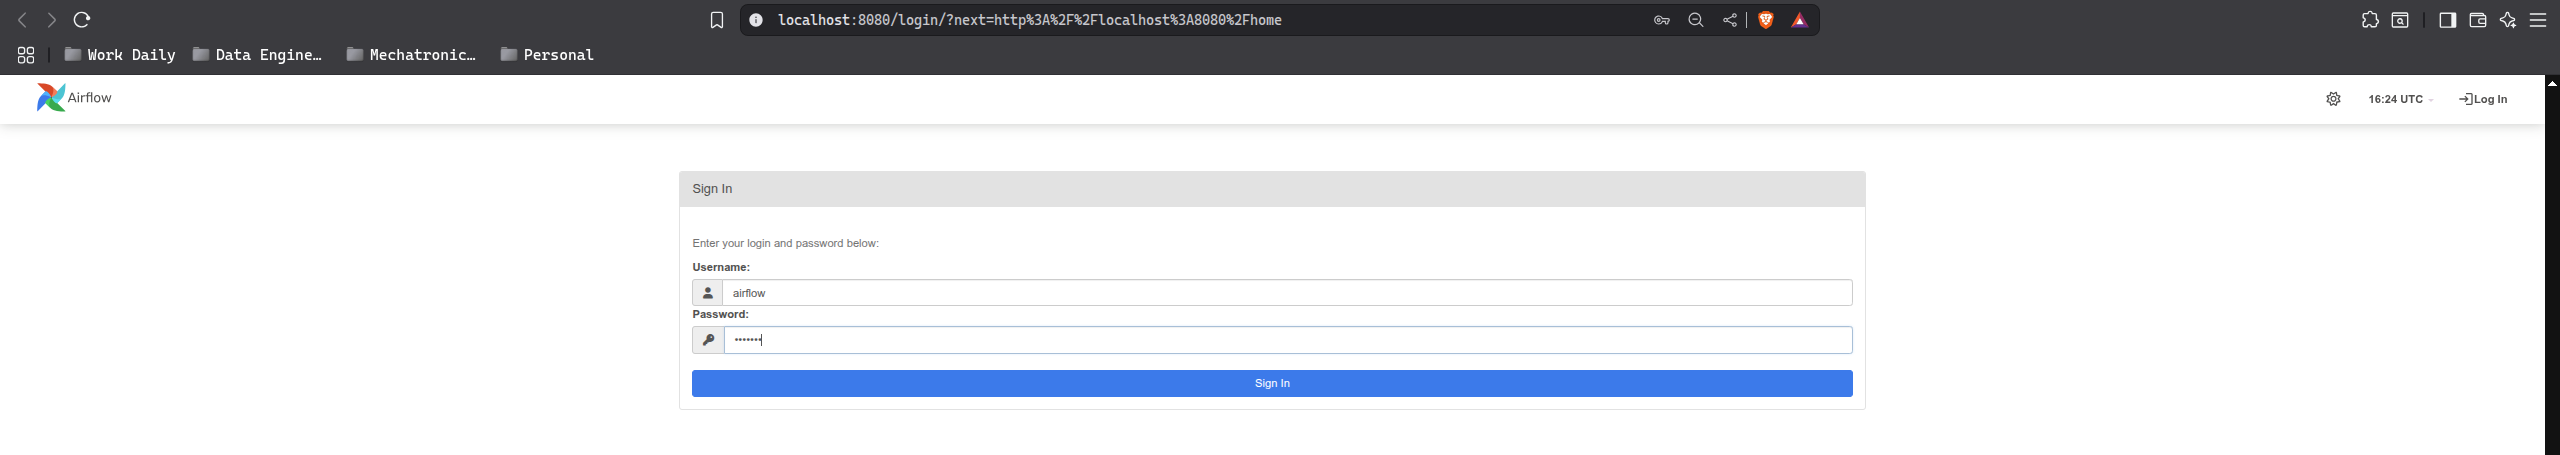 localhost:8080/login/?next=http%3A%2F%2Flocalhost%3A8080%2Fhome
Work Daily Data Engine… Mechatronic… Personal
Airflow 16:24 UTC Log In
Sign In
Enter your login and password below:
Username:
airflow
Password:
•••••••
Sign In